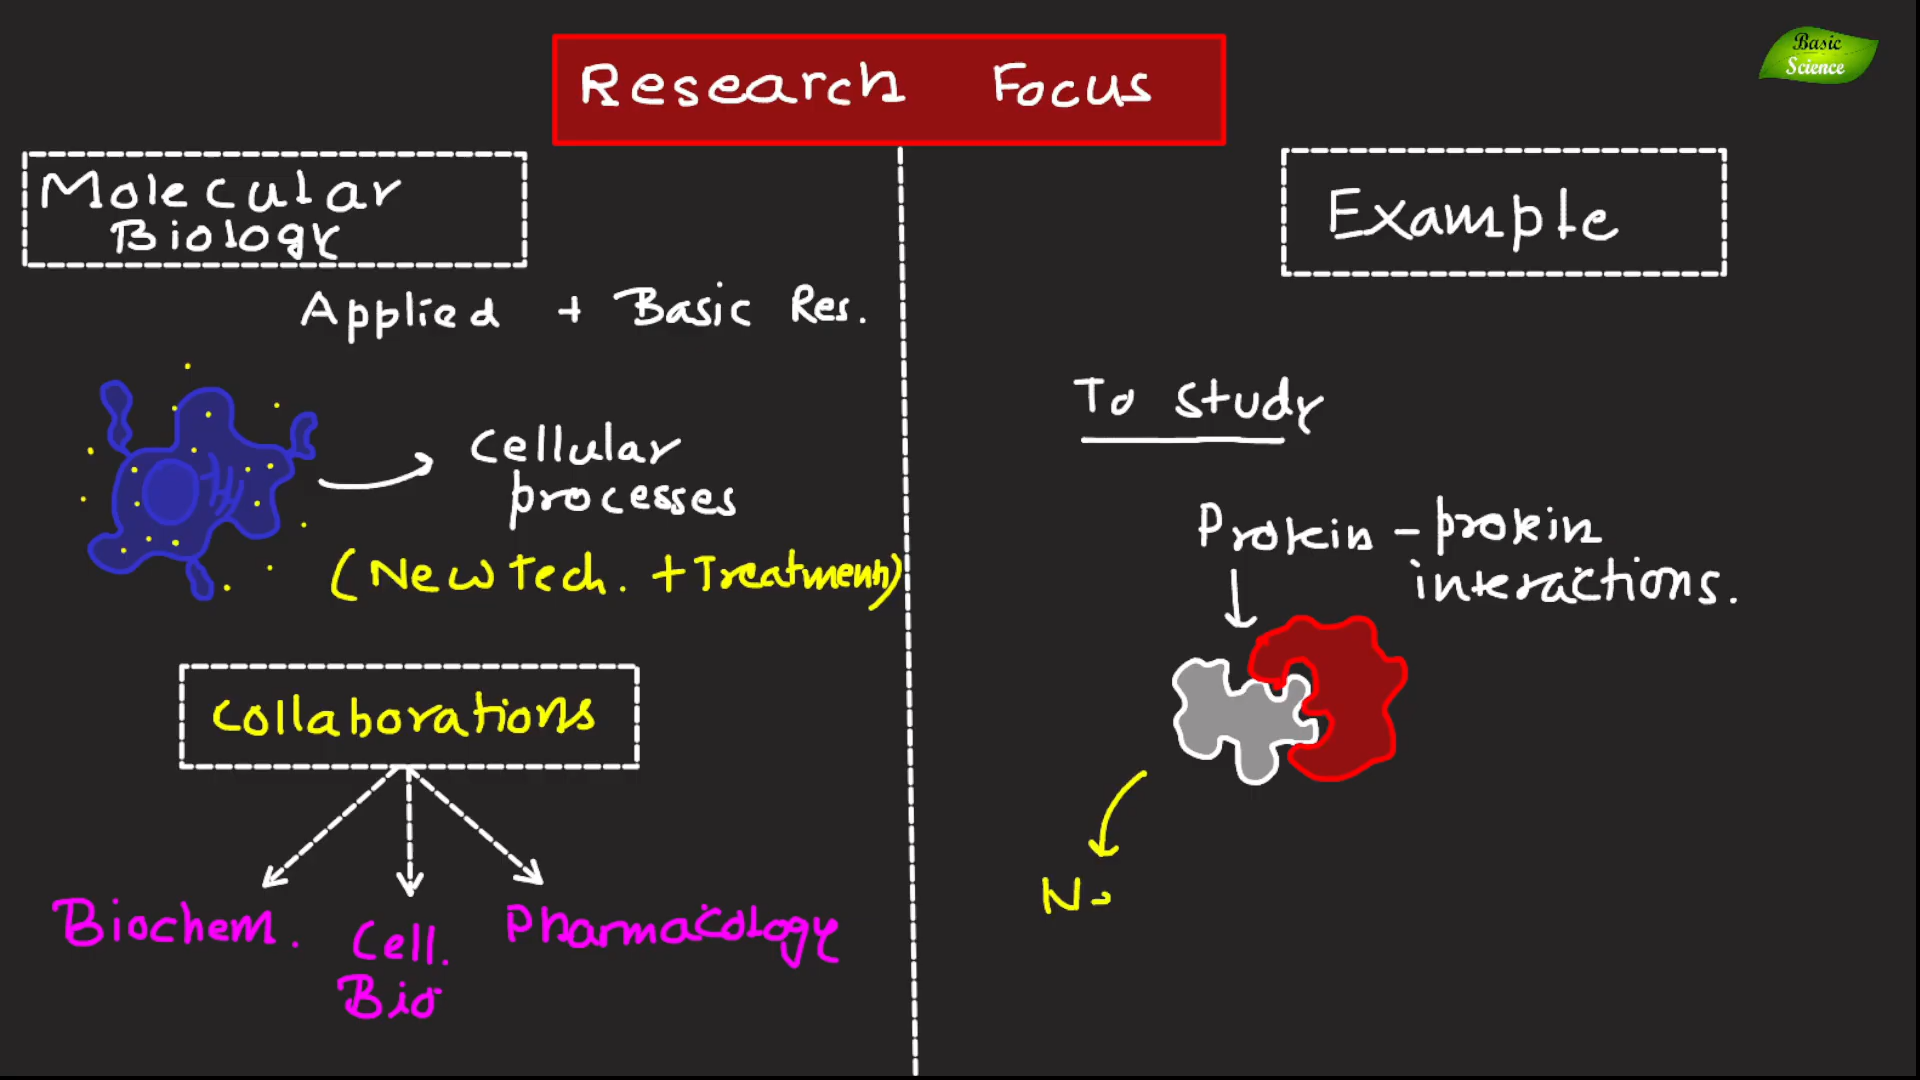 Research Focus
Basic
Science
Molecular
Biology
Applied + Basic Res.
Cellular
processes
(New Tech. + Treatment)
Collaborations
Biochem.
Cell.
Bio
Pharmacology
Example
To study
Protein - protein
interactions.